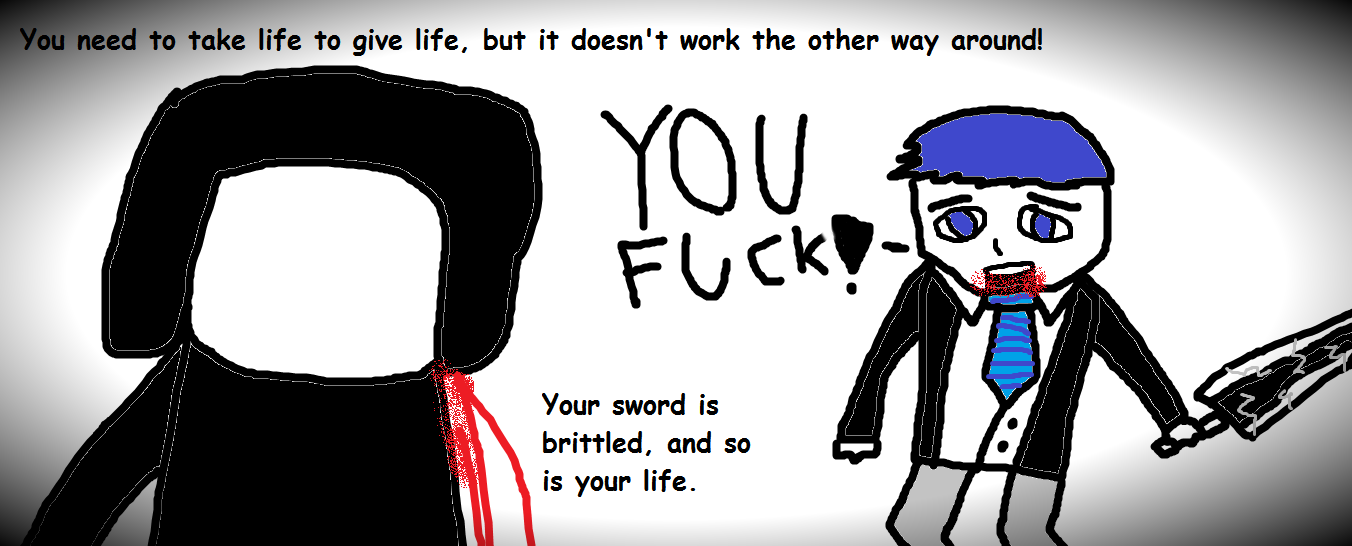 You need to take life to give life, but it doesn't work the other way around!
YOU
FUCK!
Your sword is
brittled, and so
is your life.